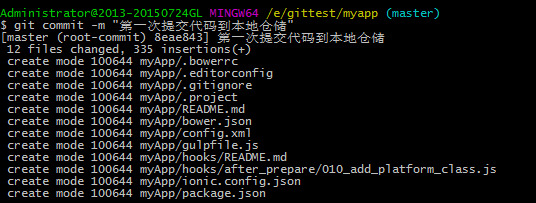 Administrator@2013-20150724GL MINGW64 /e/gittest/myapp (master)
$ git commit -m "第一次提交代码到本地仓储"
[master (root-commit) 8eae843] 第一次提交代码到本地仓储
 12 files changed, 335 insertions(+)
 create mode 100644 myApp/.bowerrc
 create mode 100644 myApp/.editorconfig
 create mode 100644 myApp/.gitignore
 create mode 100644 myApp/.project
 create mode 100644 myApp/README.md
 create mode 100644 myApp/bower.json
 create mode 100644 myApp/config.xml
 create mode 100644 myApp/gulpfile.js
 create mode 100644 myApp/hooks/README.md
 create mode 100644 myApp/hooks/after_prepare/010_add_platform_class.js
 create mode 100644 myApp/ionic.config.json
 create mode 100644 myApp/package.json